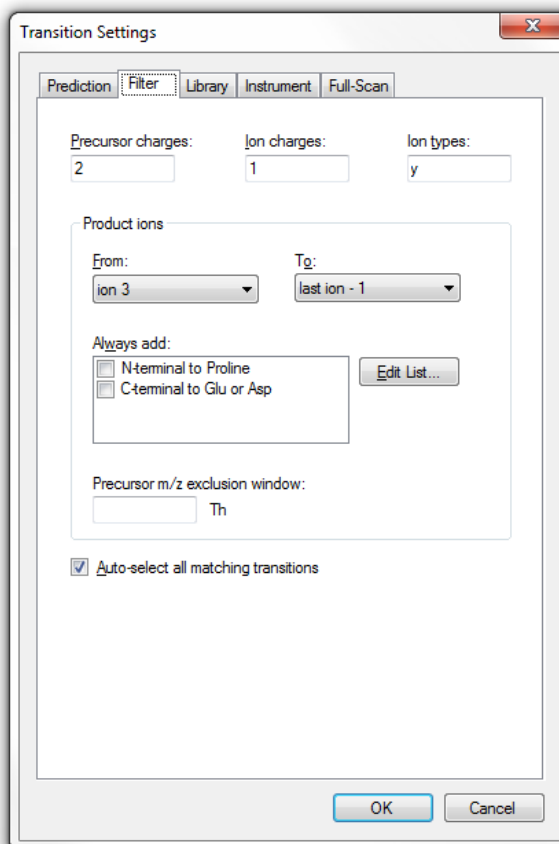 Transition Settings
Prediction Filter Library Instrument Full-Scan
Precursor charges: Ion charges: Ion types:
2 1 y
Product ions
From: To:
ion 3 last ion - 1
Always add:
N-terminal to Proline
C-terminal to Glu or Asp
Edit List...
Precursor m/z exclusion window:
Th
Auto-select all matching transitions
OK Cancel